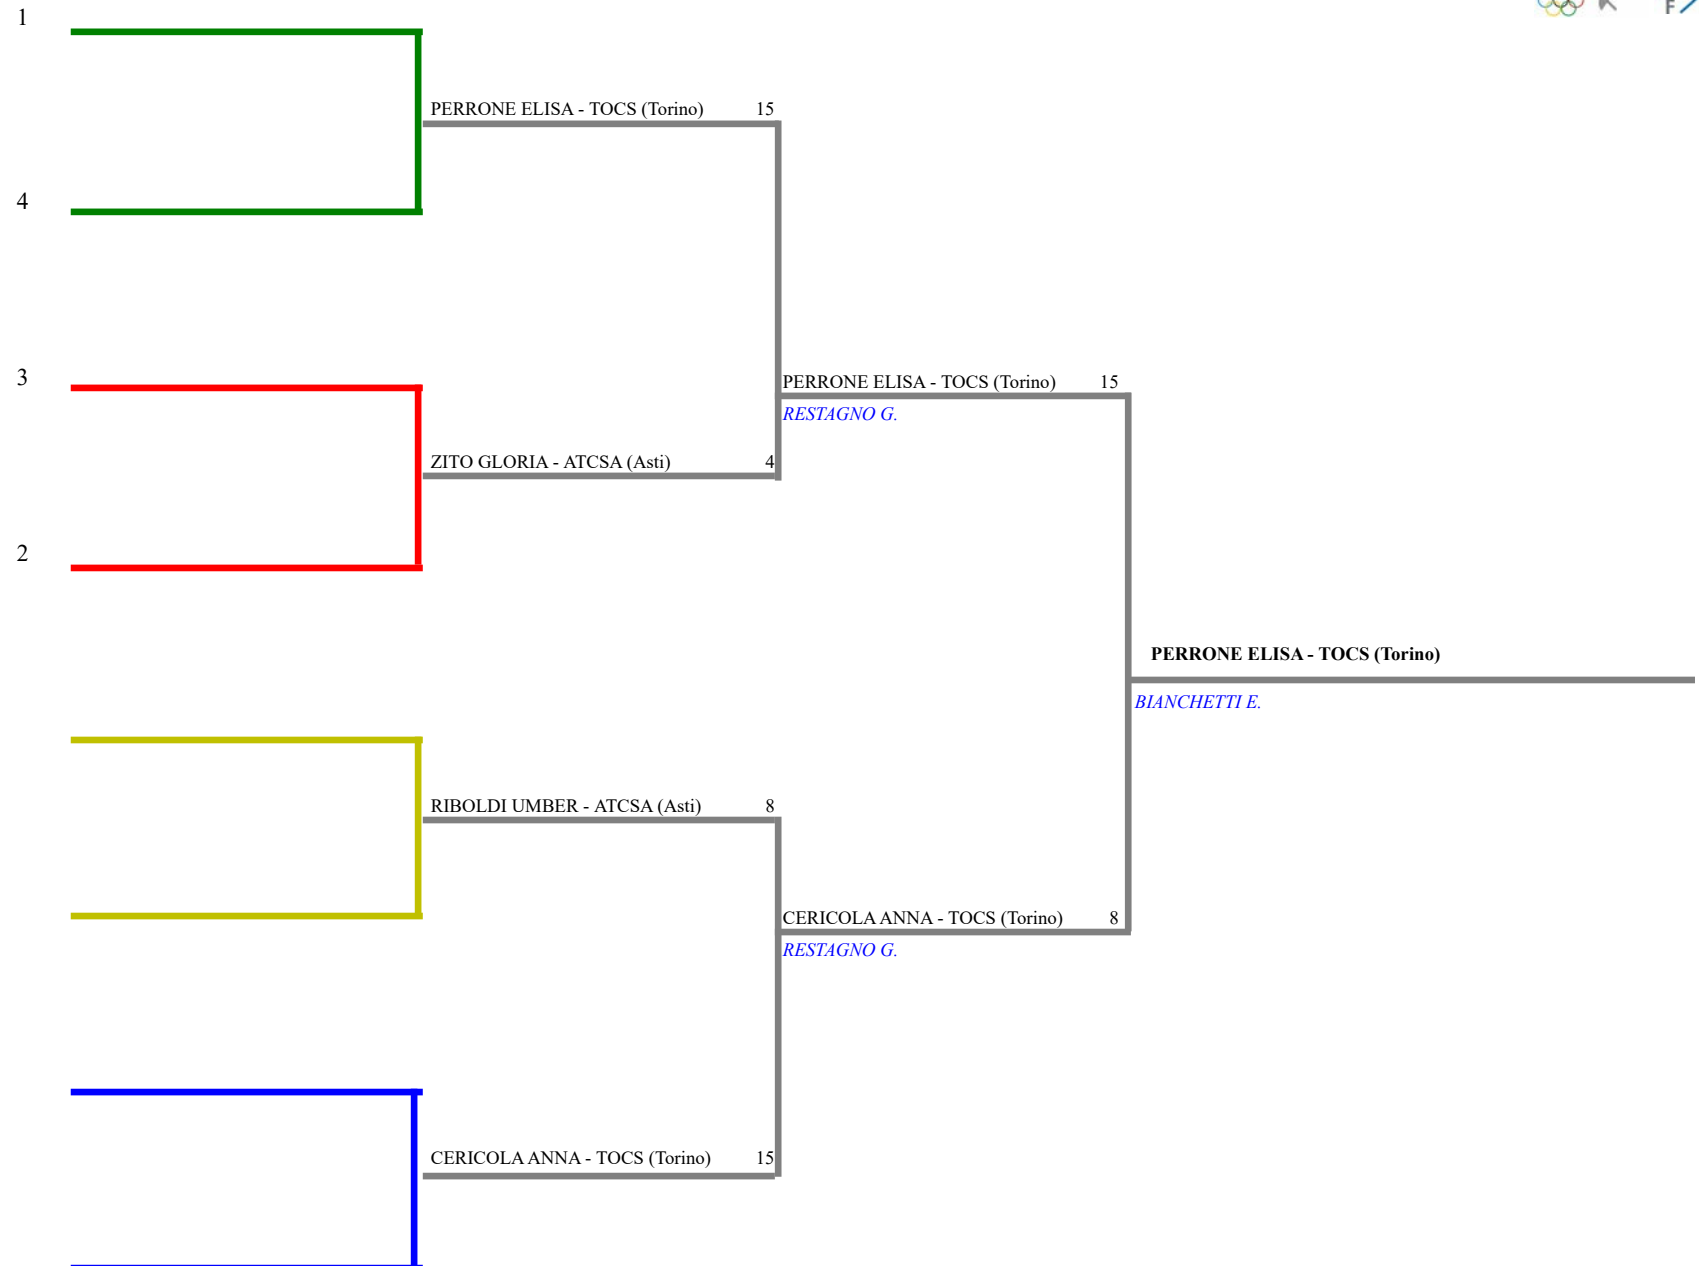 1
F
PERRONE ELISA - TOCS (Torino) 15
4
3
PERRONE ELISA - TOCS (Torino) 15
RESTAGNO G.
ZITO GLORIA - ATCSA (Asti) 4
2
PERRONE ELISA - TOCS (Torino)
BIANCHETTI E.
RIBOLDI UMBER - ATCSA (Asti) 8
CERICOLA ANNA - TOCS (Torino) 8
RESTAGNO G.
CERICOLA ANNA - TOCS (Torino) 15